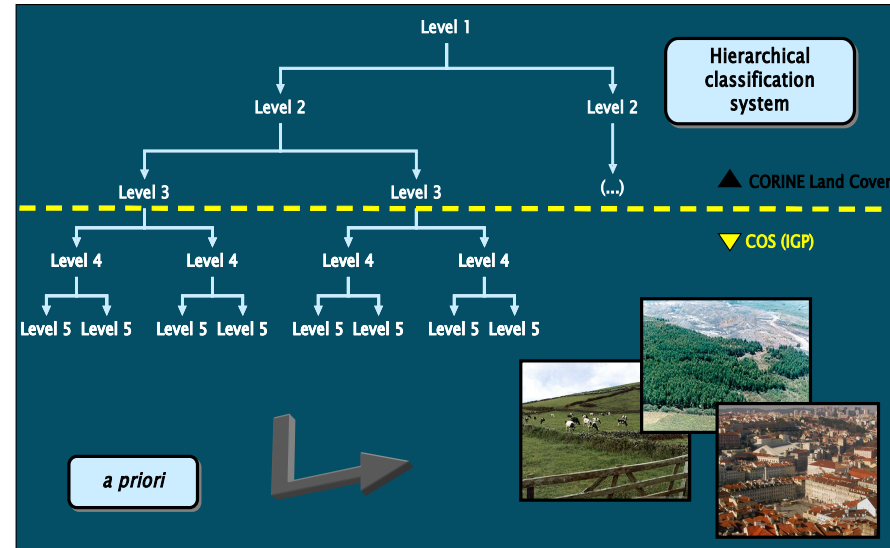 Level 1
Hierarchical
classification
system
Level 2
Level 2
Level 3
Level 3
(...)
CORINE Land Cover
COS (IGP)
Level 4
Level 4
Level 4
Level 4
Level 5 Level 5
Level 5 Level 5
Level 5 Level 5
Level 5 Level 5
a priori